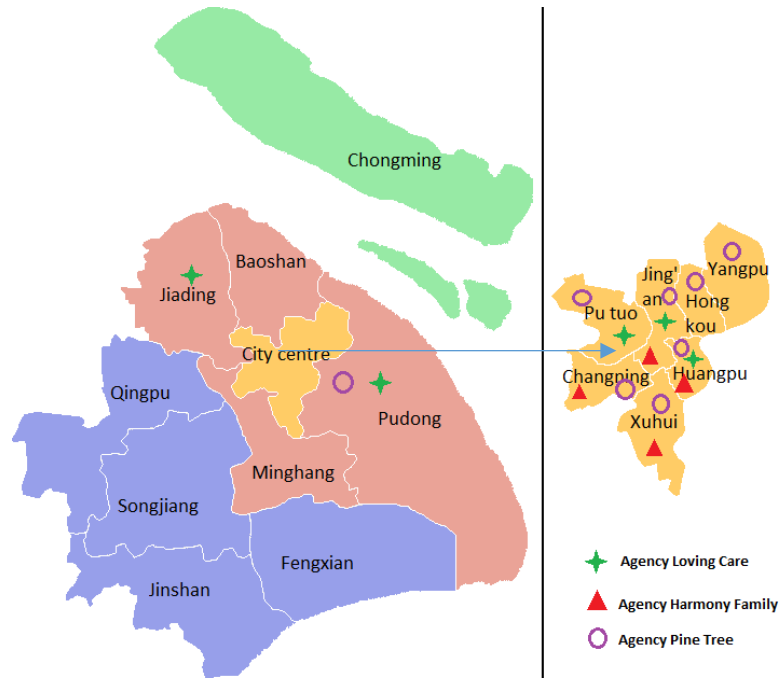 Chongming
Baoshan
Jiading
City centre
Qingpu
Pudong
Minghang
Songjiang
Fengxian
Jinshan
Yangpu
Jing'
an
Hong
kou
Pu tuo
Changping
Huangpu
Xuhui
Agency Loving Care
Agency Harmony Family
Agency Pine Tree